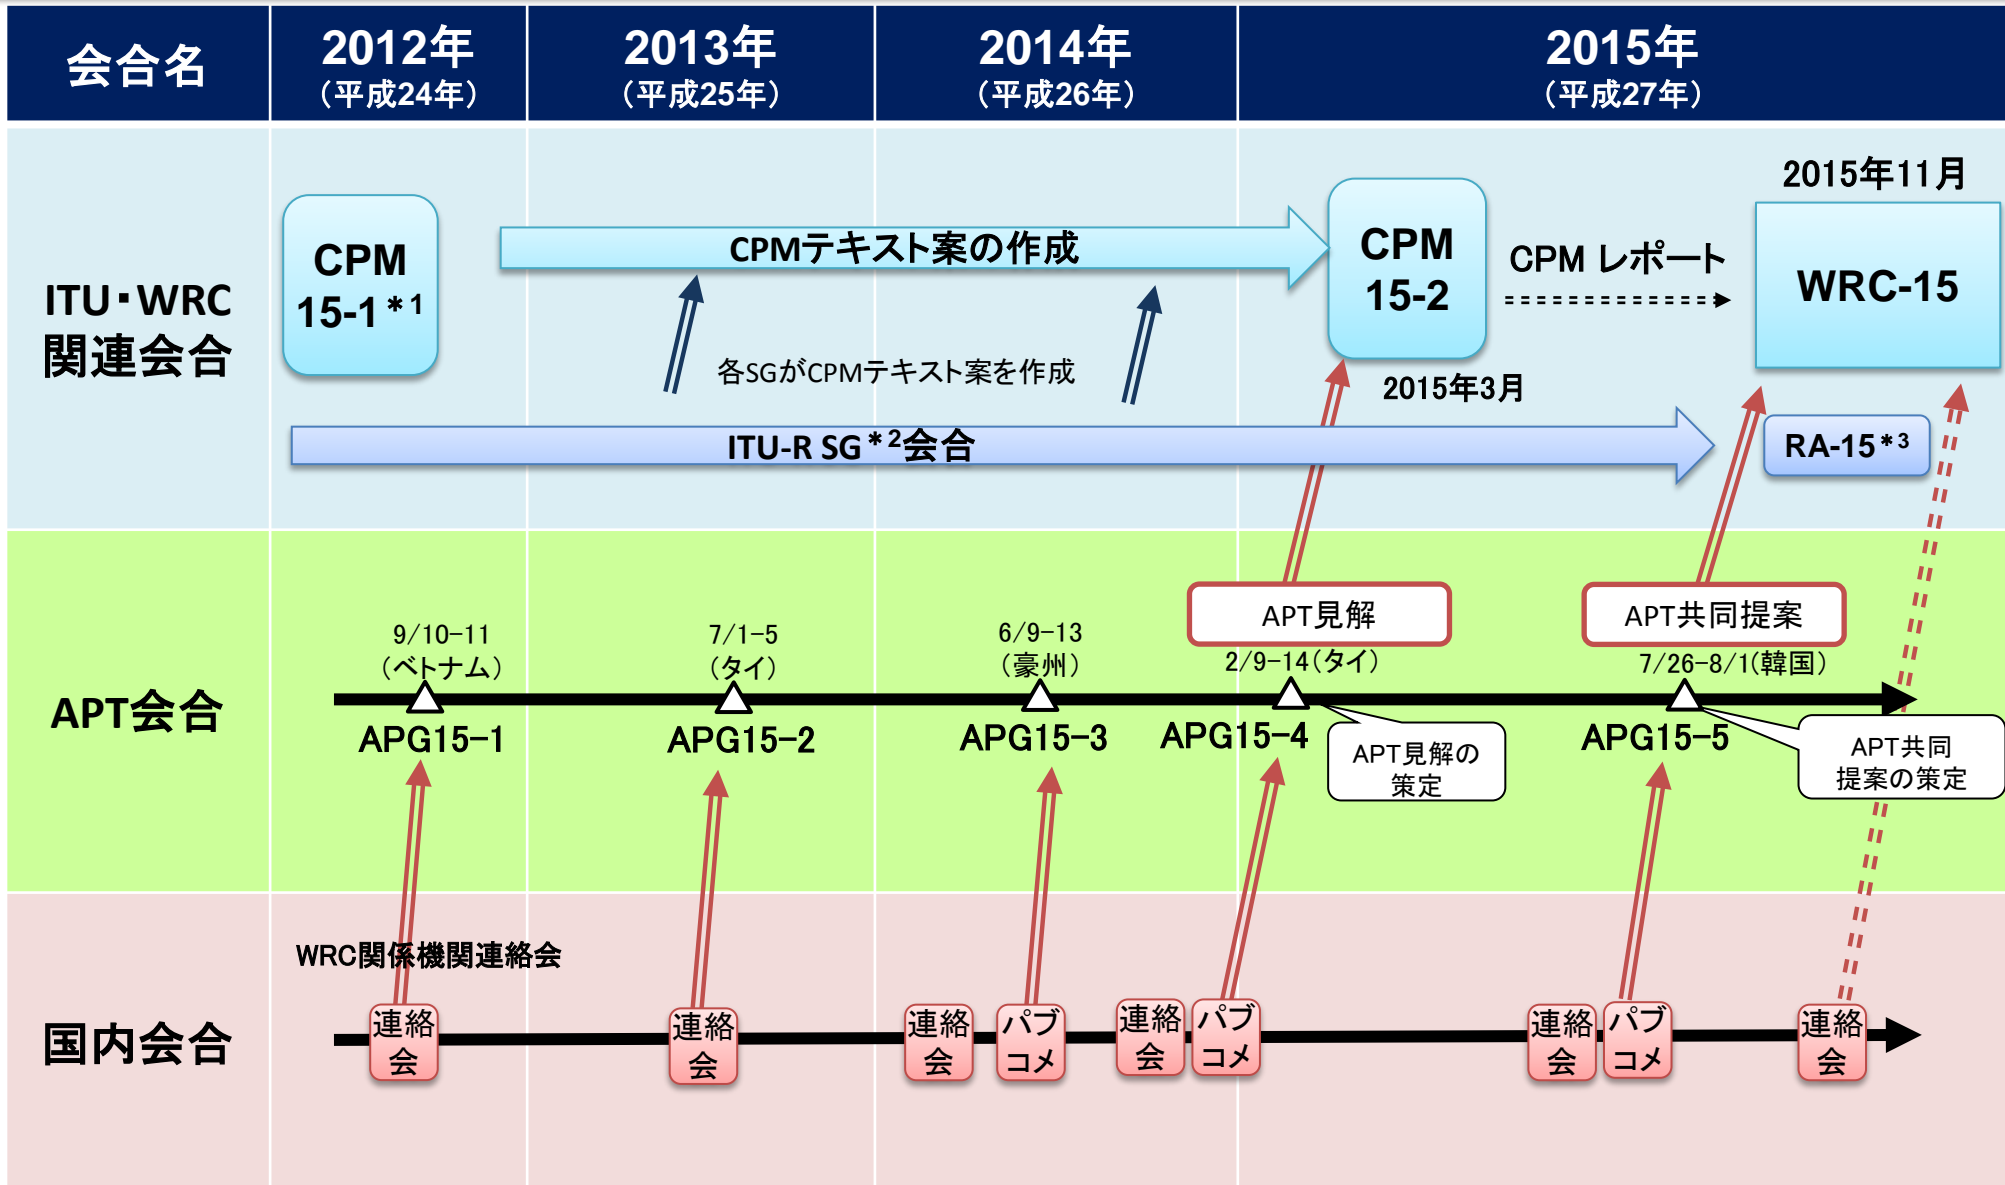 会合名
2012年
（平成24年）
2013年
（平成25年）
2014年
（平成26年）
2015年
（平成27年）
ITU・WRC
関連会合
CPM
15-1＊1
CPMテキスト案の作成
CPM
15-2
2015年3月
CPM レポート
2015年11月
WRC-15
各SGがCPMテキスト案を作成
ITU-R SG＊2会合
RA-15＊3
APT会合
9/10-11
（ベトナム）
APG15-1
7/1-5
（タイ）
APG15-2
6/9-13
（豪州）
APG15-3
APT見解
2/9-14（タイ）
APG15-4
APT見解の
策定
APT共同提案
7/26-8/1（韓国）
APG15-5
APT共同
提案の策定
国内会合
WRC関係機関連絡会
連絡
会
連絡
会
連絡
会
パブ
コメ
連絡
会
パブ
コメ
連絡
会
パブ
コメ
連絡
会